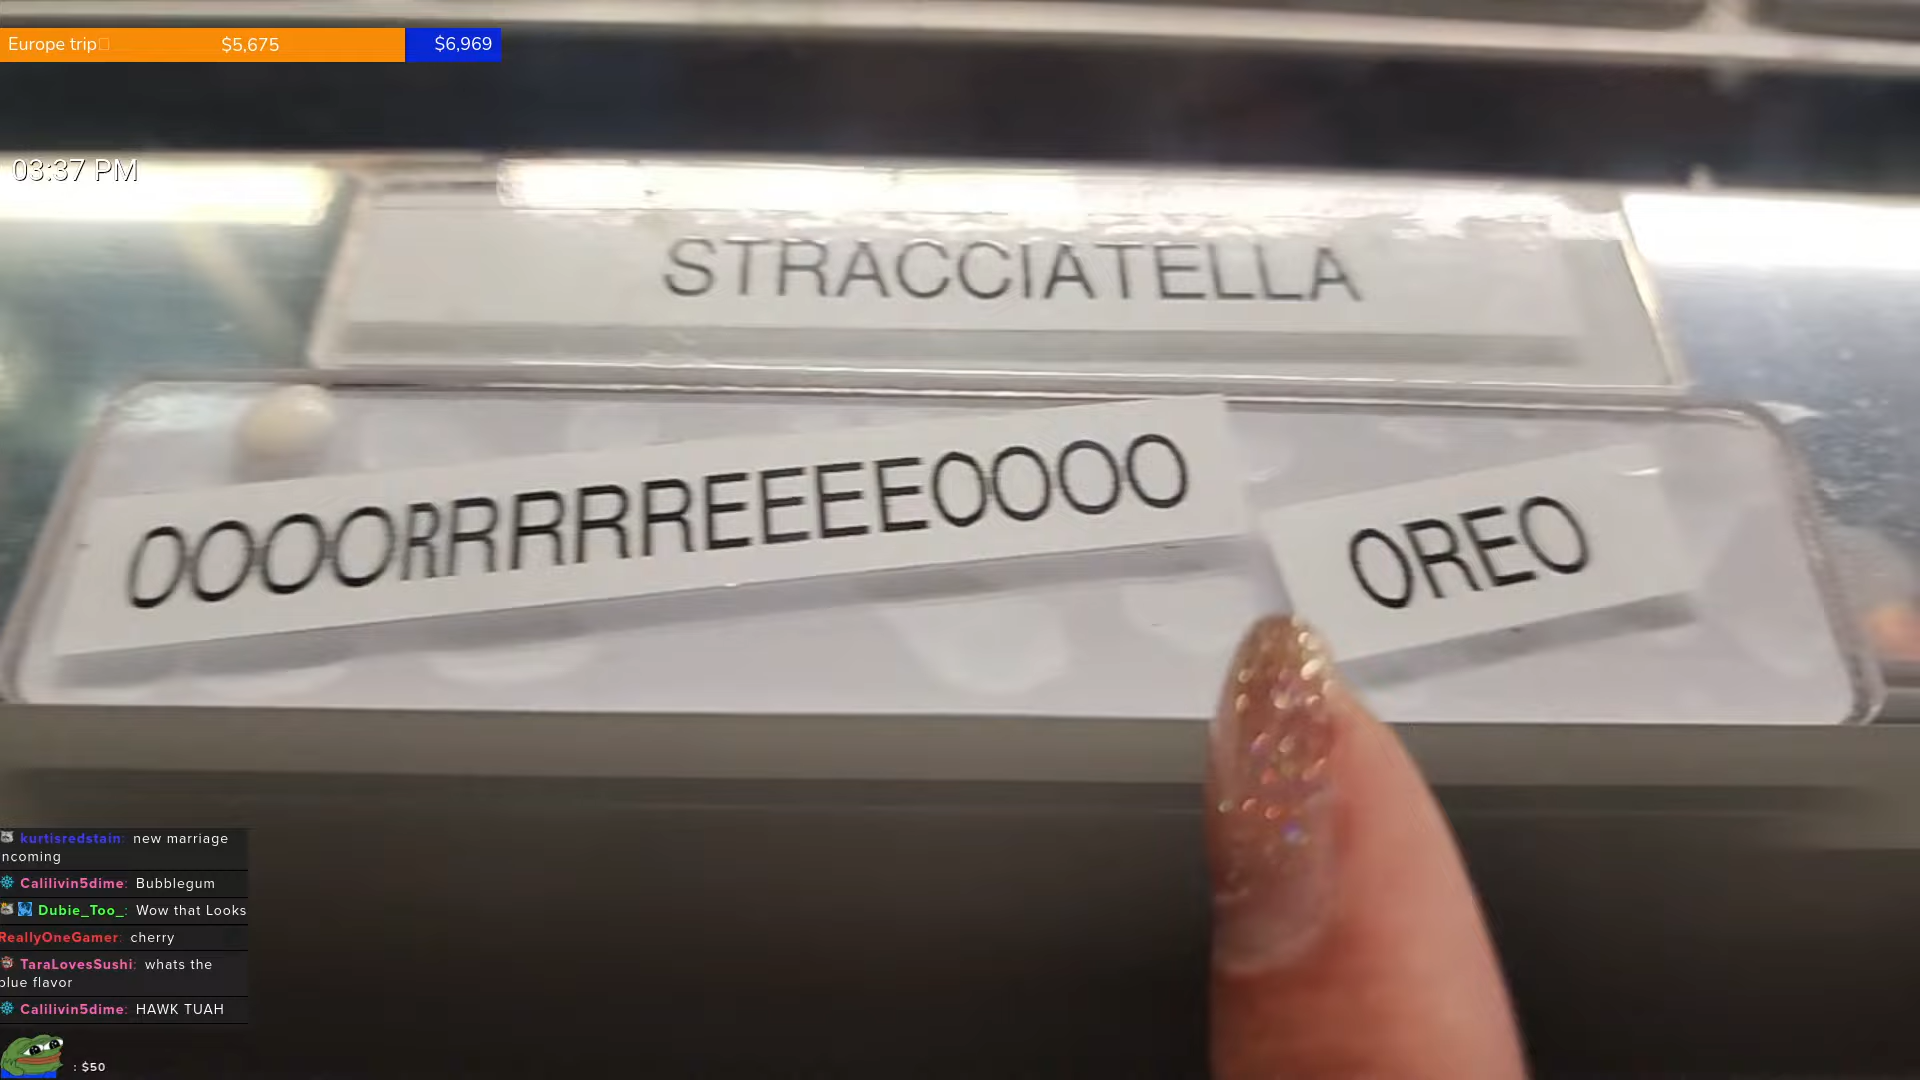 Europe trip $5,675 $6,969
03:37 PM
STRACCIATELLA
OOOORRRRREEEEOOOO
OREO
kurtisredstain: new marriage
ncoming
Calilivin5dime: Bubblegum
Dubie_Too_: Wow that Looks
ReallyOneGamer: cherry
TaraLovesSushi: whats the
blue flavor
Calilivin5dime: HAWK TUAH
: $50